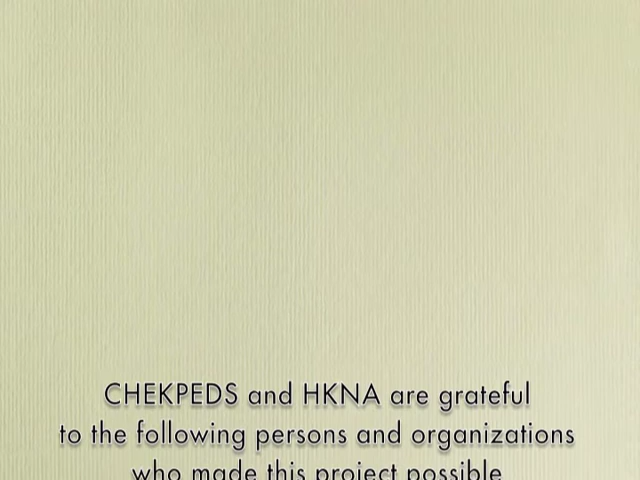 CHEKPEDS and HKNA are grateful
to the following persons and organizations
who made this project possible